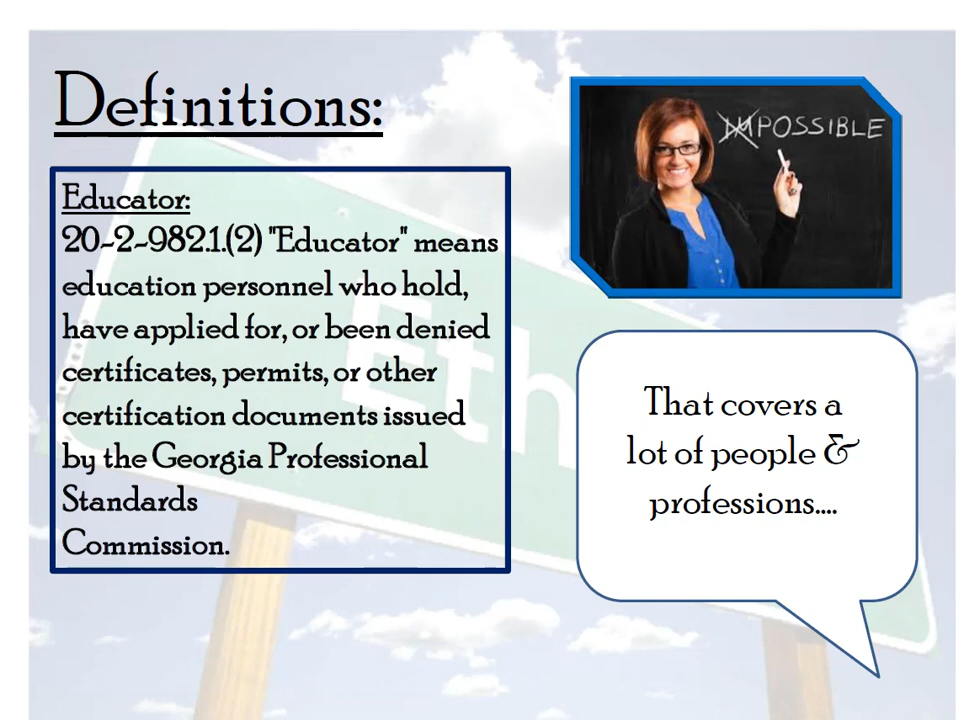 Definitions:
Educator:
20-2-982.1.(2) "Educator" means
education personnel who hold,
have applied for, or been denied
certificates, permits, or other
certification documents issued
by the Georgia Professional
Standards
Commission.
IMPOSSIBLE
That covers a
lot of people &
professions....
Eth